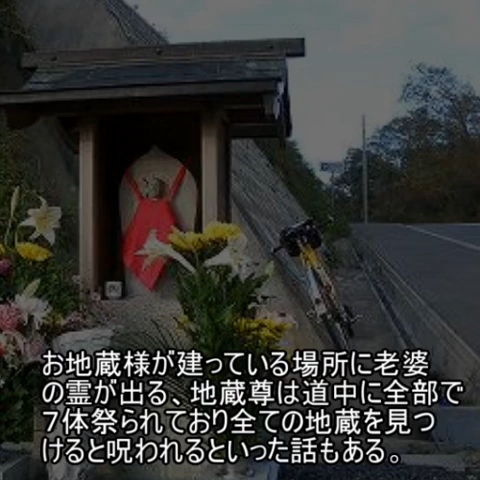 お地蔵様が建っている場所に老婆
の霊が出る、地蔵尊は道中に全部で
７体祭られており全ての地蔵を見つ
けると呪われるといった話もある。